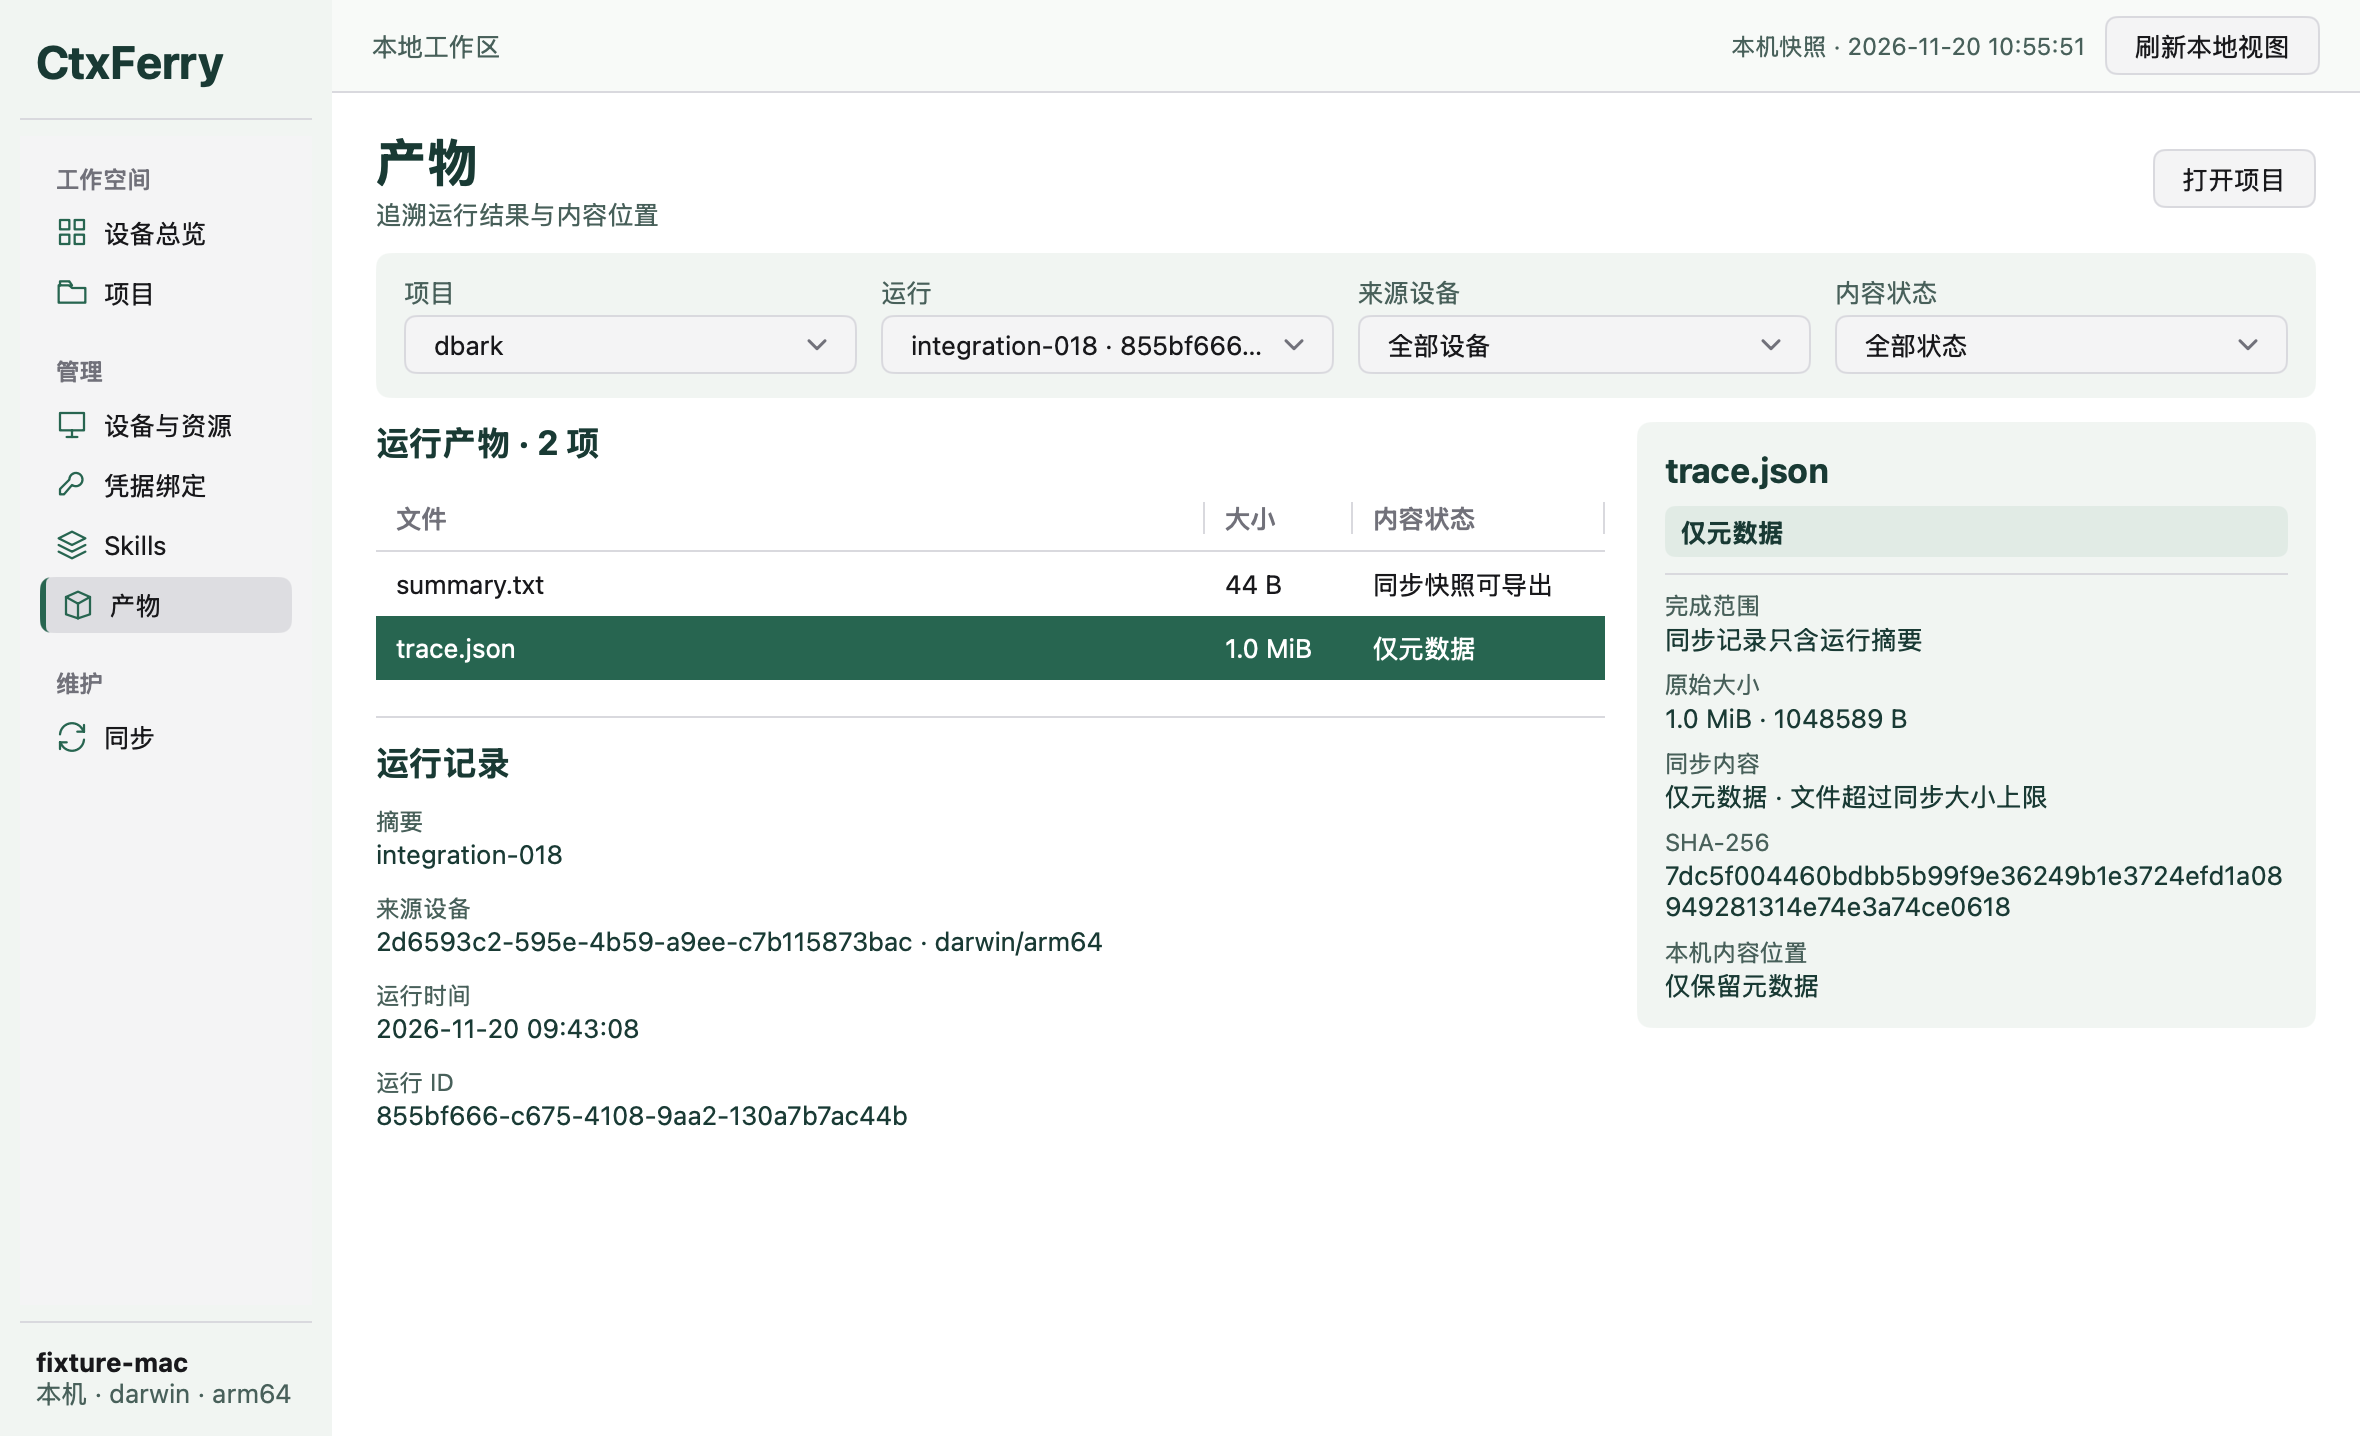 CtxFerry
工作空间
设备总览
项目
管理
设备与资源
凭据绑定
Skills
产物
维护
同步
fixture-mac
本机 · darwin · arm64
本地工作区
本机快照 · 2026-11-20 10:55:51
刷新本地视图
产物
追溯运行结果与内容位置
打开项目
项目
dbark
运行
integration-018 · 855bf666...
来源设备
全部设备
内容状态
全部状态
运行产物 · 2 项
文件 大小 内容状态
summary.txt 44 B 同步快照可导出
trace.json 1.0 MiB 仅元数据
运行记录
摘要
integration-018
来源设备
2d6593c2-595e-4b59-a9ee-c7b115873bac · darwin/arm64
运行时间
2026-11-20 09:43:08
运行 ID
855bf666-c675-4108-9aa2-130a7b7ac44b
trace.json
仅元数据
完成范围
同步记录只含运行摘要
原始大小
1.0 MiB · 1048589 B
同步内容
仅元数据 · 文件超过同步大小上限
SHA-256
7dc5f004460bdbb5b99f9e36249b1e3724efd1a08
949281314e74e3a74ce0618
本机内容位置
仅保留元数据